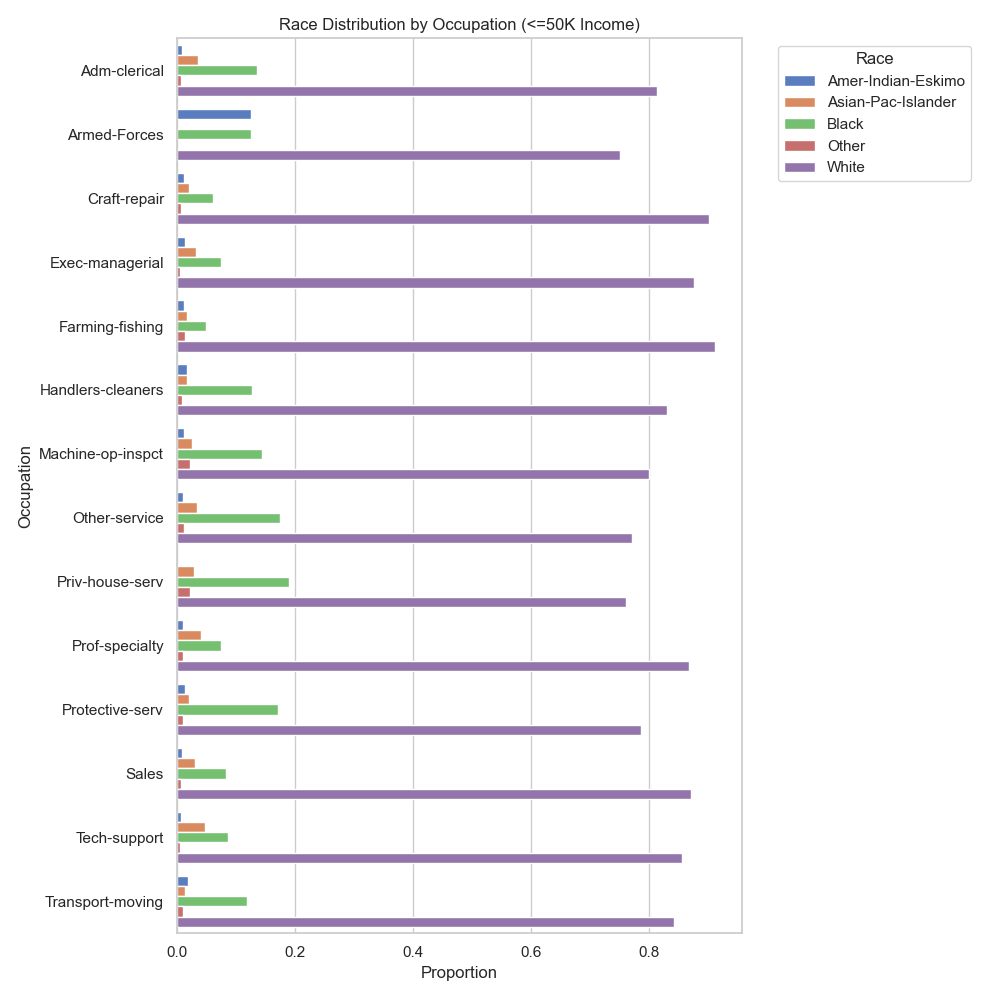 Race Distribution by Occupation (<=50K Income)
Race
Amer-Indian-Eskimo
Asian-Pac-Islander
Black
Other
White
Occupation
Adm-clerical
Armed-Forces
Craft-repair
Exec-managerial
Farming-fishing
Handlers-cleaners
Machine-op-inspct
Other-service
Priv-house-serv
Prof-specialty
Protective-serv
Sales
Tech-support
Transport-moving
0.0 0.2 0.4 0.6 0.8
Proportion